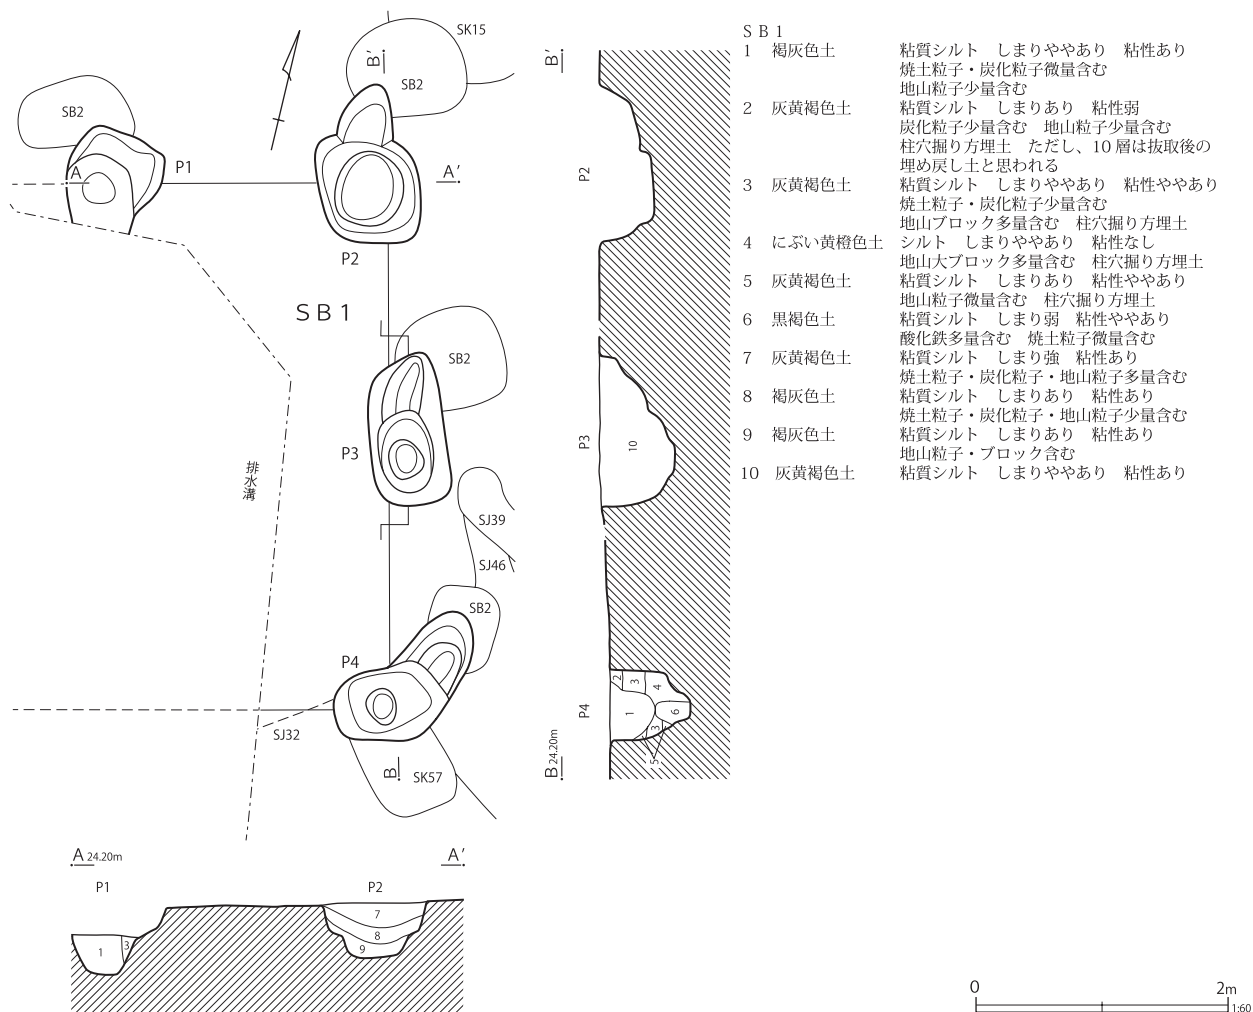 SK15
B′
SB2
SB2
A
P1
A′
P2
SB1
SB2
P3
排水溝
SJ39
SJ46
SB2
P4
SJ32
B
SK57
B′
P2
P3
10
P4
2
3
4
1
6
3
5
B 24.20m
A 24.20m
A′
P1
P2
1
3
7
8
9
SB1
1 褐灰色土 粘質シルト しまりややあり 粘性あり
焼土粒子・炭化粒子微量含む
地山粒子少量含む
2 灰黄褐色土 粘質シルト しまりあり 粘性弱
炭化粒子少量含む 地山粒子少量含む
柱穴掘り方埋土 ただし、10層は抜取後の
埋め戻し土と思われる
3 灰黄褐色土 粘質シルト しまりややあり 粘性ややあり
焼土粒子・炭化粒子少量含む
地山ブロック多量含む 柱穴掘り方埋土
4 にぶい黄橙色土 シルト しまりややあり 粘性なし
地山大ブロック多量含む 柱穴掘り方埋土
5 灰黄褐色土 粘質シルト しまりあり 粘性ややあり
地山粒子微量含む 柱穴掘り方埋土
6 黒褐色土 粘質シルト しまり弱 粘性ややあり
酸化鉄多量含む 焼土粒子微量含む
7 灰黄褐色土 粘質シルト しまり強 粘性あり
焼土粒子・炭化粒子・地山粒子多量含む
8 褐灰色土 粘質シルト しまりあり 粘性あり
焼土粒子・炭化粒子・地山粒子少量含む
9 褐灰色土 粘質シルト しまりあり 粘性あり
地山粒子・ブロック含む
10 灰黄褐色土 粘質シルト しまりややあり 粘性あり
0 2m
1:60